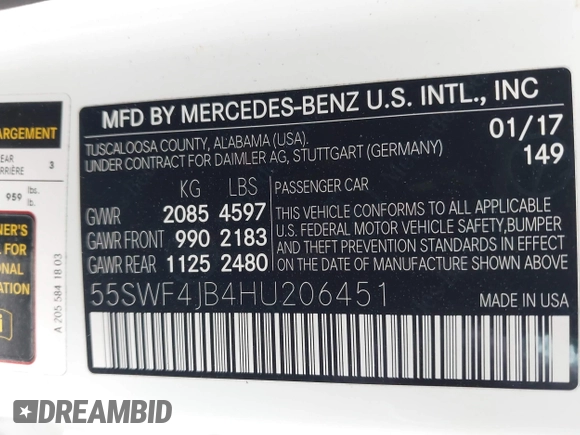 ARGEMENT
EAR 3
RRIÈRE
959 lbs.
lb.
NER'S
L FOR
TIONAL
ATION
A 205 584 18 03
MFD BY MERCEDES-BENZ U.S. INTL., INC
TUSCALOOSA COUNTY, ALABAMA (USA). 01/17
UNDER CONTRACT FOR DAIMLER AG, STUTTGART (GERMANY) 149
KG LBS PASSENGER CAR
GVWR 2085 4597
GAWR FRONT 990 2183
GAWR REAR 1125 2480
THIS VEHICLE CONFORMS TO ALL APPLICABLE
U.S. FEDERAL MOTOR VEHICLE SAFETY,BUMPER
AND THEFT PREVENTION STANDARDS IN EFFECT
ON THE DATE OF MANUFACTURE SHOWN ABOVE.
55SWF4JB4HU206451 MADE IN USA
DREAMBID